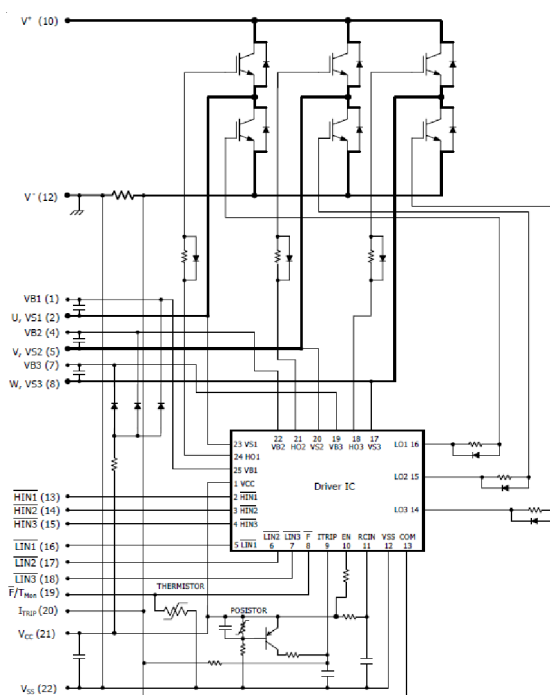 V⁺ (10)
V⁻ (12)
VB1 (1)
U, VS1 (2)
VB2 (4)
V, VS2 (5)
VB3 (7)
W, VS3 (8)
22 21 20 19 18 17
VB2 HO2 VS2 VB3 HO3 VS3
23 VS1
24 HO1
25 VB1
1 VCC
2 HIN1
3 HIN2
4 HIN3
5 LIN1
LO1 16
LO2 15
LO3 14
Driver IC
LIN2 LIN3 F ITRIP EN RCIN VSS COM
6 7 8 9 10 11 12 13
HIN1 (13)
HIN2 (14)
HIN3 (15)
LIN1 (16)
LIN2 (17)
LIN3 (18)
F/TMon (19)
THERMISTOR
ITRIP (20)
POSISTOR
VCC (21)
VSS (22)